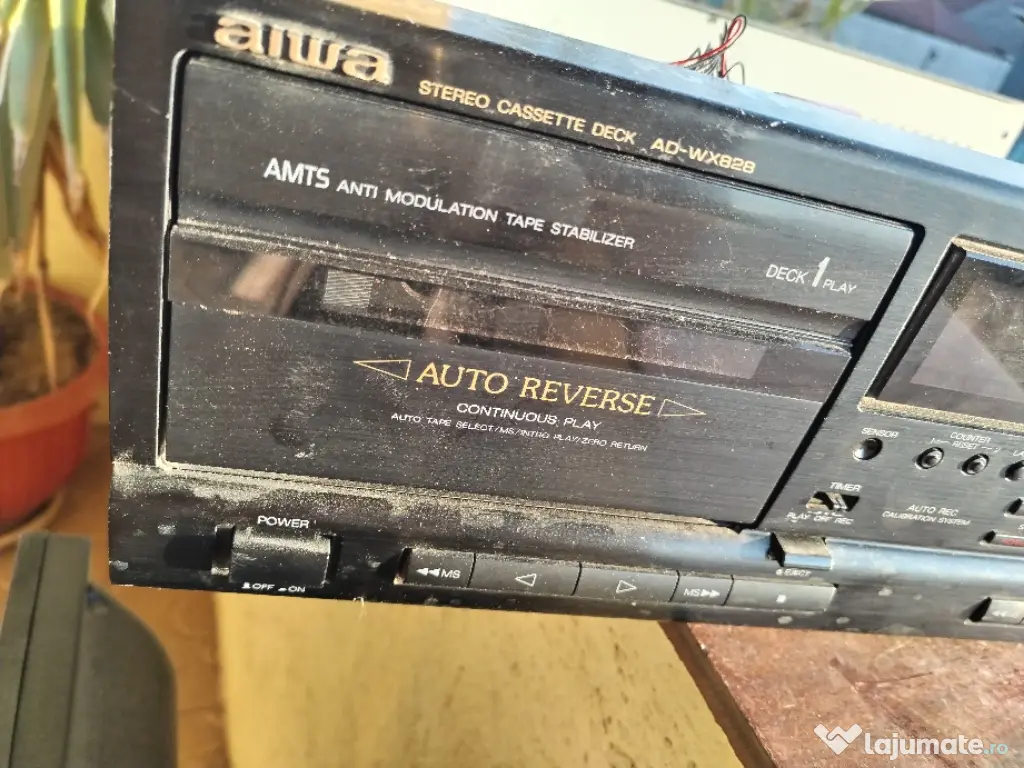 aiwa
STEREO CASSETTE DECK AD-WX828
AMTS ANTI MODULATION TAPE STABILIZER
DECK 1 PLAY
AUTO REVERSE
CONTINUOUS PLAY
AUTO TAPE SELECT/MS/INTRO PLAY/ZERO RETURN
SENSOR
COUNTER
RESET
TIMER
PLAY OFF REC
AUTO REC
CALIBRATION SYSTEM
POWER
OFF ON
MS
MS
EJECT
lajumate.ro